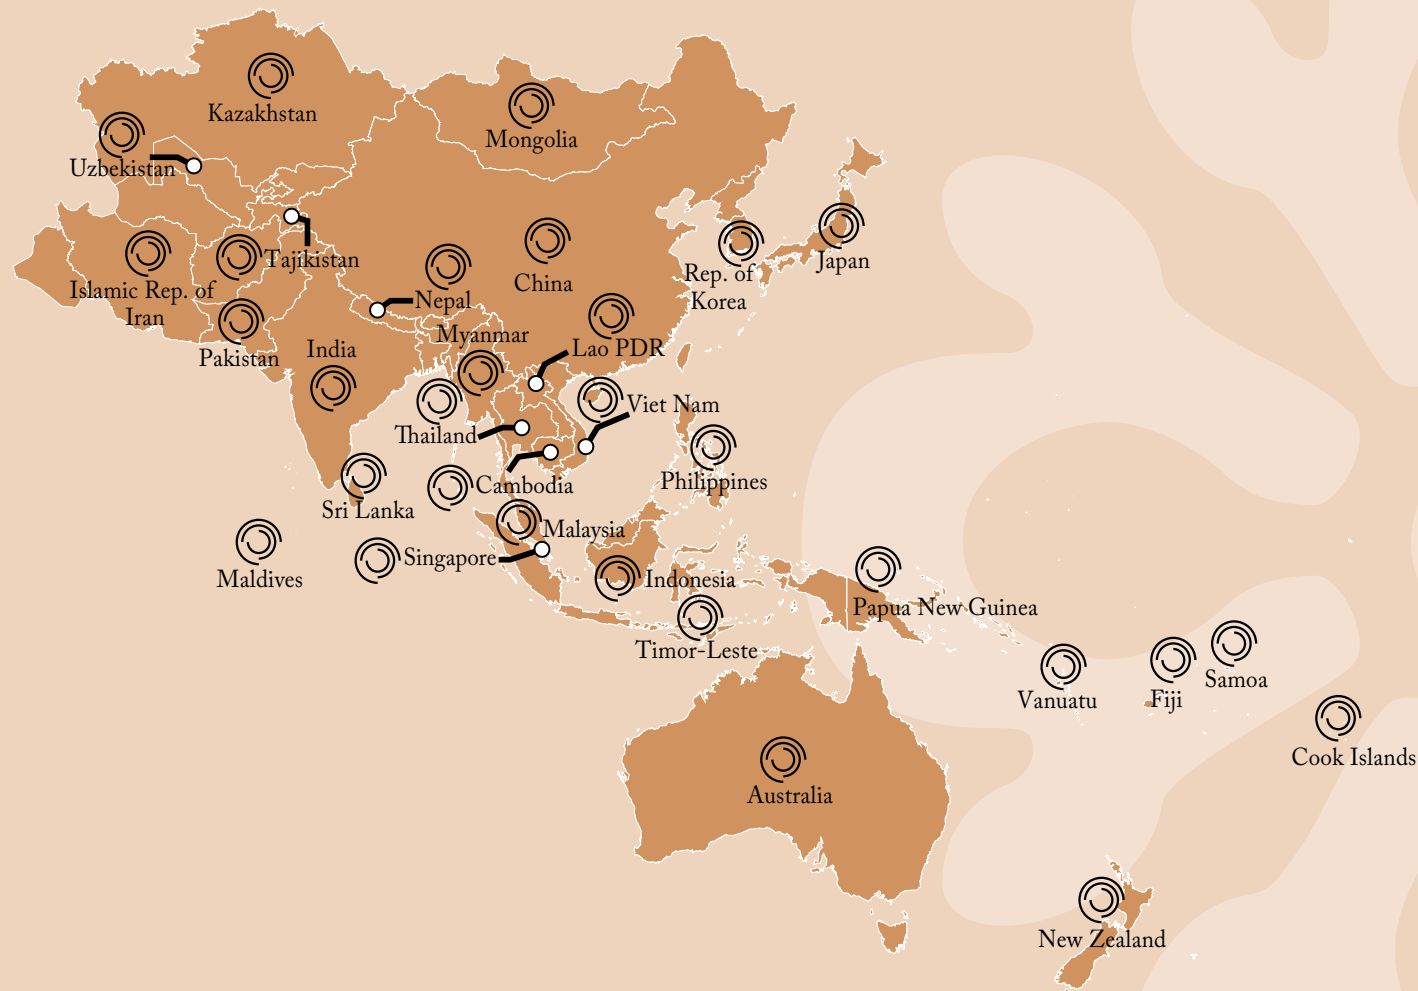 Kazakhstan
Mongolia
Uzbekistan
Tajikistan
China
Rep. of
Korea
Japan
Islamic Rep. of
Iran
Nepal
Myanmar
Pakistan
India
Lao PDR
Viet Nam
Thailand
Cambodia
Philippines
Sri Lanka
Malaysia
Singapore
Maldives
Indonesia
Papua New Guinea
Timor-Leste
Vanuatu
Fiji
Samoa
Cook Islands
Australia
New Zealand